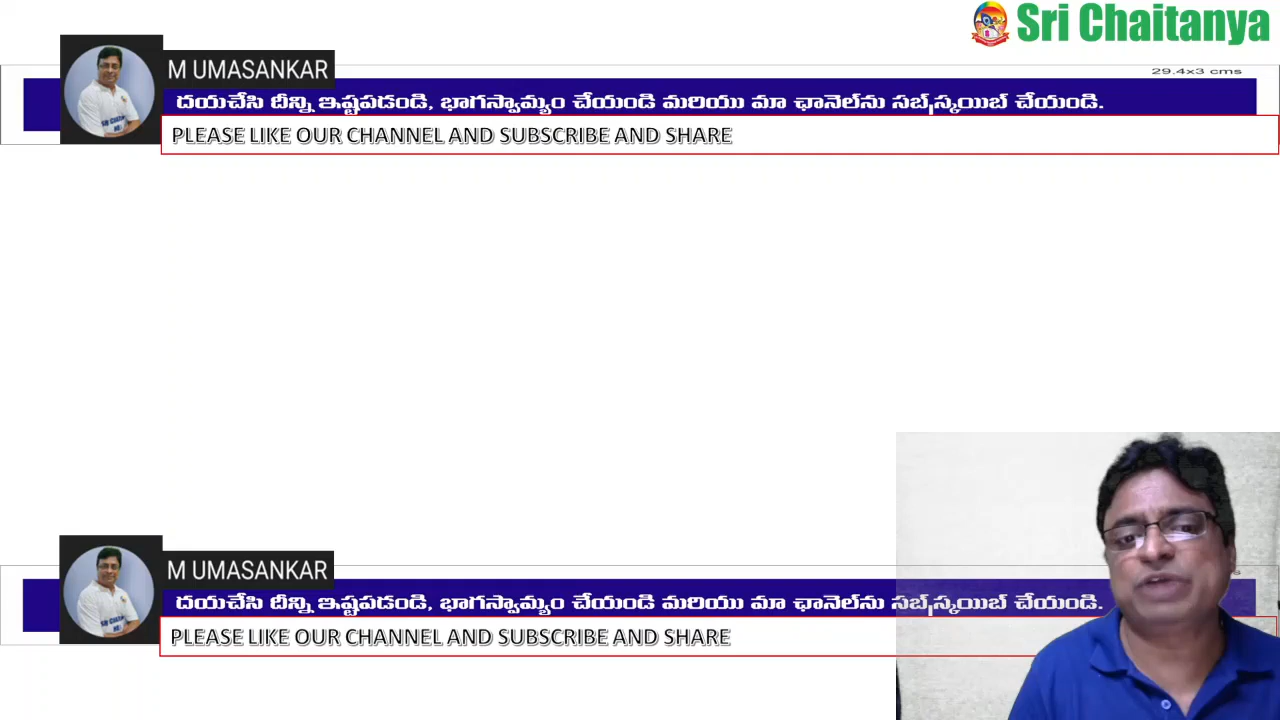 Sri Chaitanya
29.4x3 cms
M UMASANKAR
దయచేసి దీన్ని ఇష్టపడండి, భాగస్వామ్యం చేయండి మరియు మా ఛానెల్‌ను సబ్స్క్రయిబ్ చేయండి.
PLEASE LIKE OUR CHANNEL AND SUBSCRIBE AND SHARE
M UMASANKAR
దయచేసి దీన్ని ఇష్టపడండి, భాగస్వామ్యం చేయండి మరియు మా ఛానెల్‌ను సబ్స్క్రయిబ్ చేయండి.
PLEASE LIKE OUR CHANNEL AND SUBSCRIBE AND SHARE